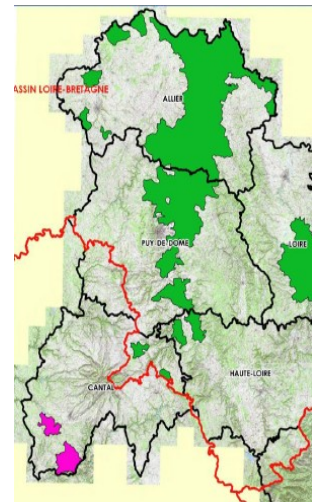 ALLIER
ASSIN LOIRE-BRETAGNE
PUY-DE-DOME
LOIRE
HAUTE-LOIRE
CANTAL